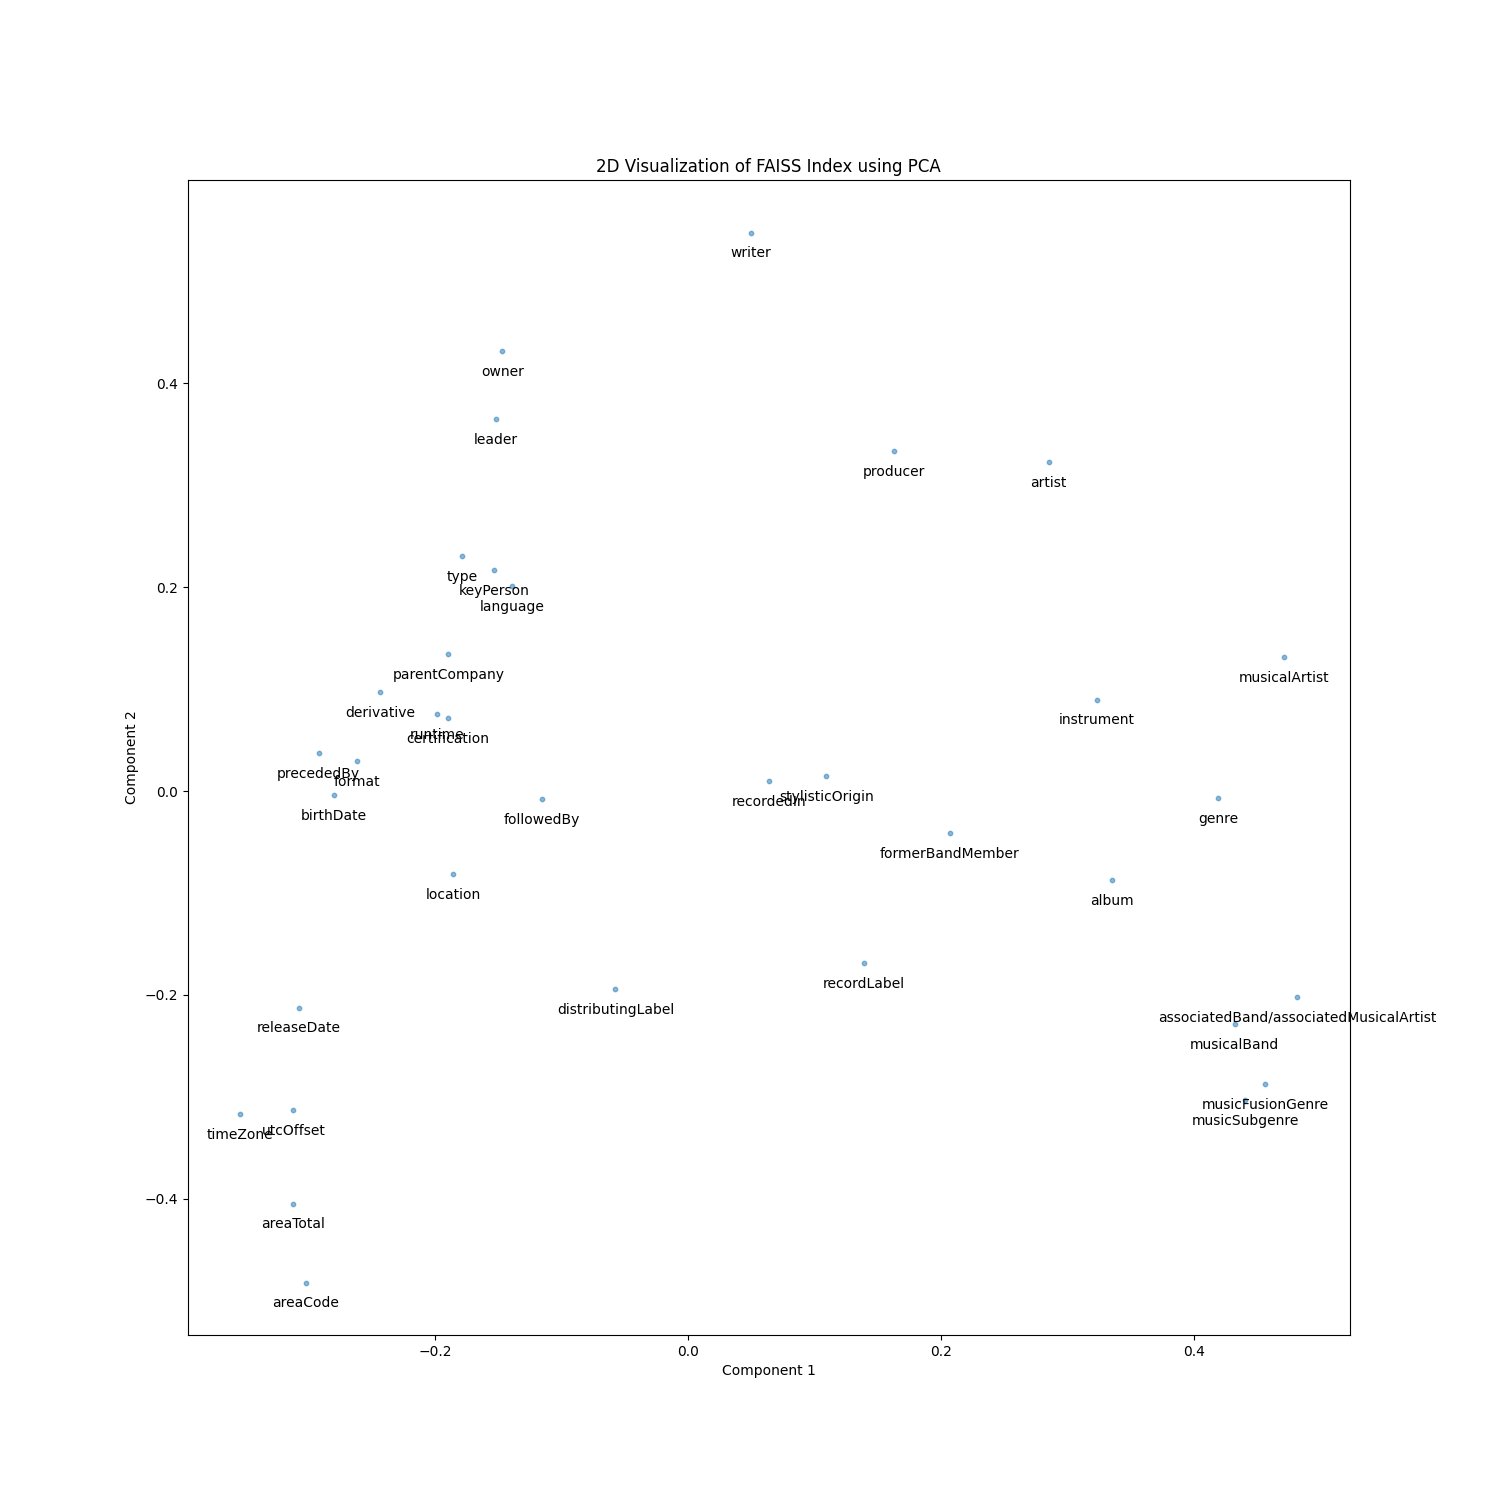 2D Visualization of FAISS Index using PCA
writer
owner
0.4
leader
producer
artist
type
0.2
keyPerson
language
parentCompany
musicalArtist
derivative
instrument
runtime
certification
Component 2
precededBy
format
0.0
stylisticOrigin
recordedIn
birthDate
followedBy
genre
formerBandMember
location
album
recordLabel
−0.2
distributingLabel
associatedBand/associatedMusicalArtist
releaseDate
musicalBand
musicFusionGenre
musicSubgenre
utcOffset
timeZone
−0.4
areaTotal
areaCode
−0.2
0.0
0.2
0.4
Component 1